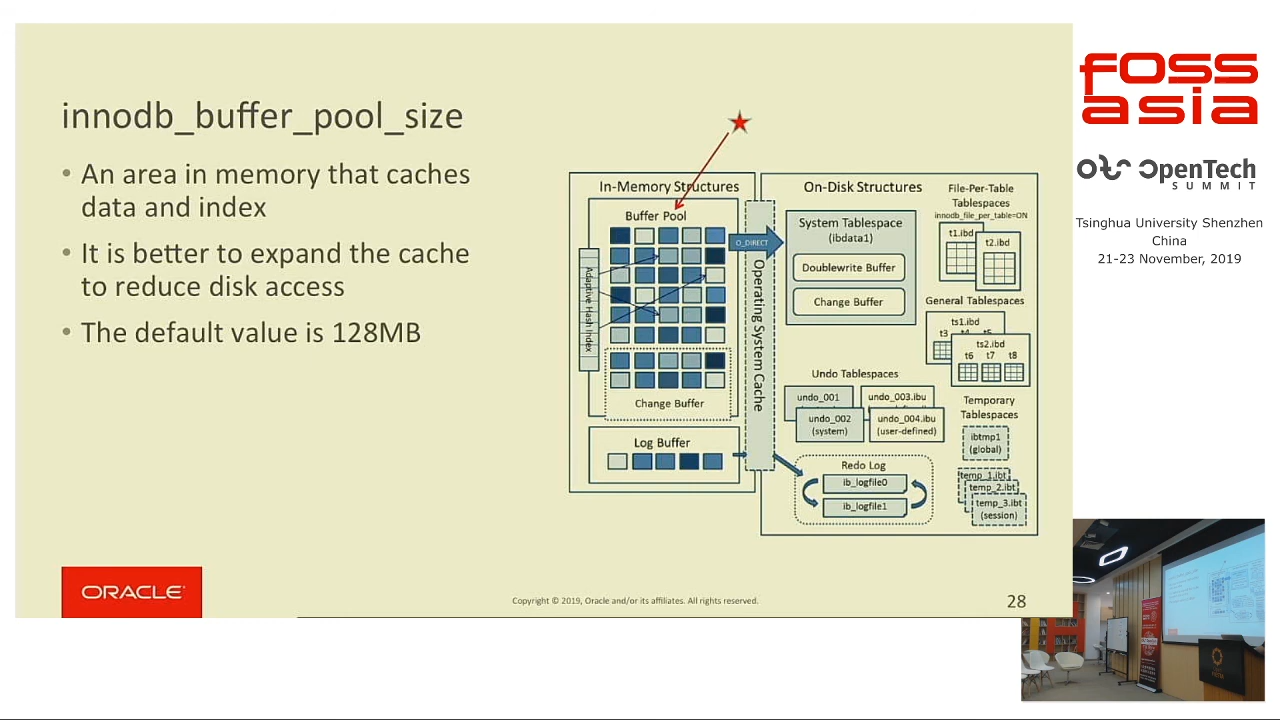 innodb_buffer_pool_size
• An area in memory that caches
data and index
• It is better to expand the cache
to reduce disk access
• The default value is 128MB
In-Memory Structures
Buffer Pool
Adaptive Hash Index
Change Buffer
Log Buffer
O_DIRECT
Operating System Cache
On-Disk Structures
System Tablespace
(ibdata1)
Doublewrite Buffer
Change Buffer
File-Per-Table
Tablespaces
innodb_file_per_table=ON
t1.ibd
t2.ibd
General Tablespaces
ts1.ibd
t3 t4 t5
ts2.ibd
t6 t7 t8
Undo Tablespaces
undo_001
undo_002
(system)
undo_003.ibu
undo_004.ibu
(user-defined)
Temporary
Tablespaces
ibtmp1
(global)
temp_1.ibt
temp_2.ibt
temp_3.ibt
(session)
Redo Log
ib_logfile0
ib_logfile1
ORACLE
Copyright © 2019, Oracle and/or its affiliates. All rights reserved.
28
foss
asia
OpenTech
SUMMIT
Tsinghua University Shenzhen
China
21-23 November, 2019